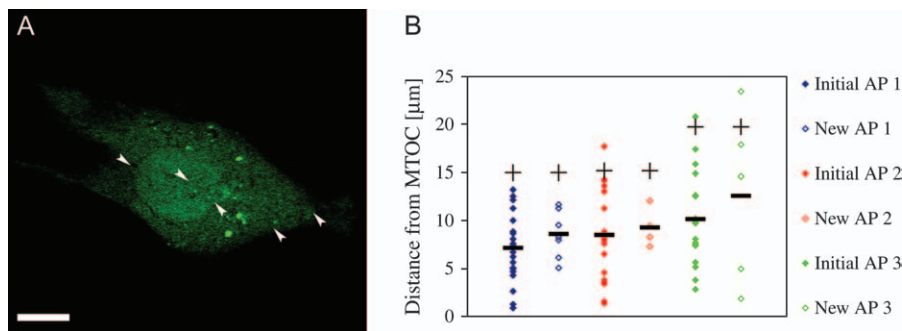 A
B
Distance from MTOC [μm]
25
20
15
10
5
0
Initial AP 1
New AP 1
Initial AP 2
New AP 2
Initial AP 3
New AP 3